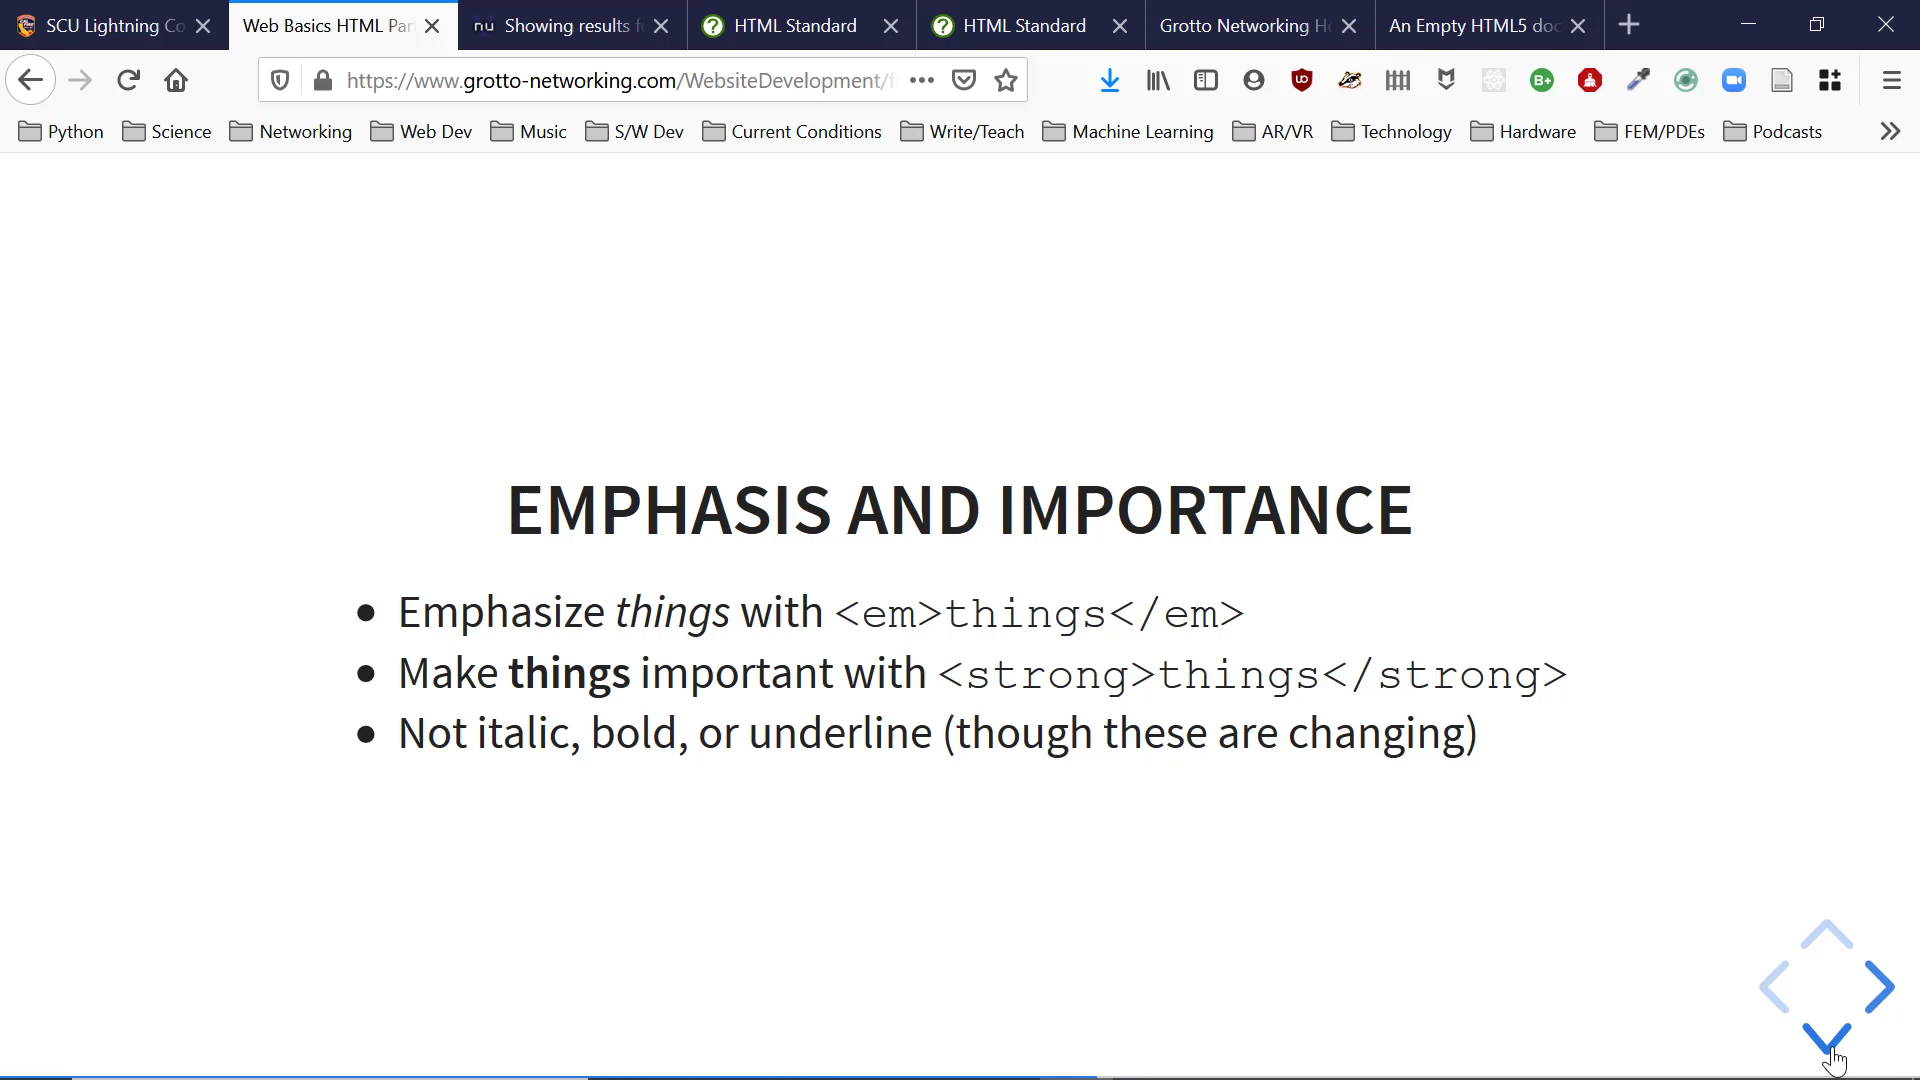 SCU Lightning Co
Web Basics HTML Par
Showing results f
HTML Standard
HTML Standard
Grotto Networking H
An Empty HTML5 doc
https://www.grotto-networking.com/WebsiteDevelopment/f
Python Science Networking Web Dev Music S/W Dev Current Conditions Write/Teach Machine Learning AR/VR Technology Hardware FEM/PDEs Podcasts
EMPHASIS AND IMPORTANCE
• Emphasize things with <em>things</em>
• Make things important with <strong>things</strong>
• Not italic, bold, or underline (though these are changing)